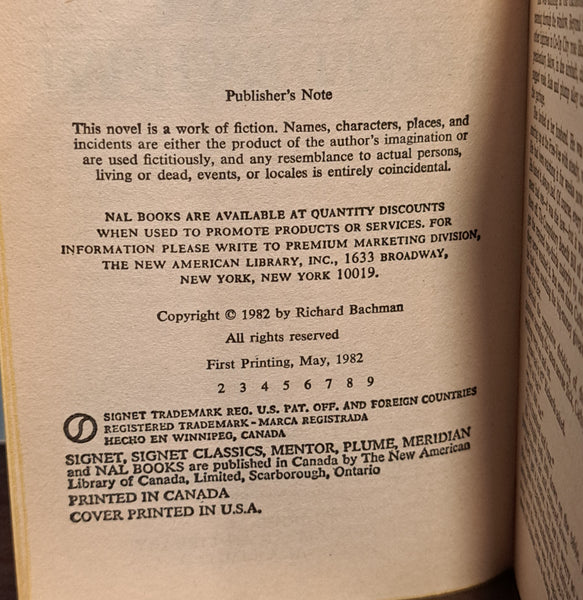 Publisher's Note
This novel is a work of fiction. Names, characters, places, and
incidents are either the product of the author's imagination or
are used fictitiously, and any resemblance to actual persons,
living or dead, events, or locales is entirely coincidental.
NAL BOOKS ARE AVAILABLE AT QUANTITY DISCOUNTS
WHEN USED TO PROMOTE PRODUCTS OR SERVICES. FOR
INFORMATION PLEASE WRITE TO PREMIUM MARKETING DIVISION,
THE NEW AMERICAN LIBRARY, INC., 1633 BROADWAY,
NEW YORK, NEW YORK 10019.
Copyright © 1982 by Richard Bachman
All rights reserved
First Printing, May, 1982
2 3 4 5 6 7 8 9
SIGNET TRADEMARK REG. U.S. PAT. OFF. AND FOREIGN COUNTRIES
REGISTERED TRADEMARK-MARCA REGISTRADA
HECHO EN WINNIPEG, CANADA
SIGNET, SIGNET CLASSICS, MENTOR, PLUME, MERIDIAN
and NAL BOOKS are published in Canada by The New American
Library of Canada, Limited, Scarborough, Ontario
PRINTED IN CANADA
COVER PRINTED IN U.S.A.